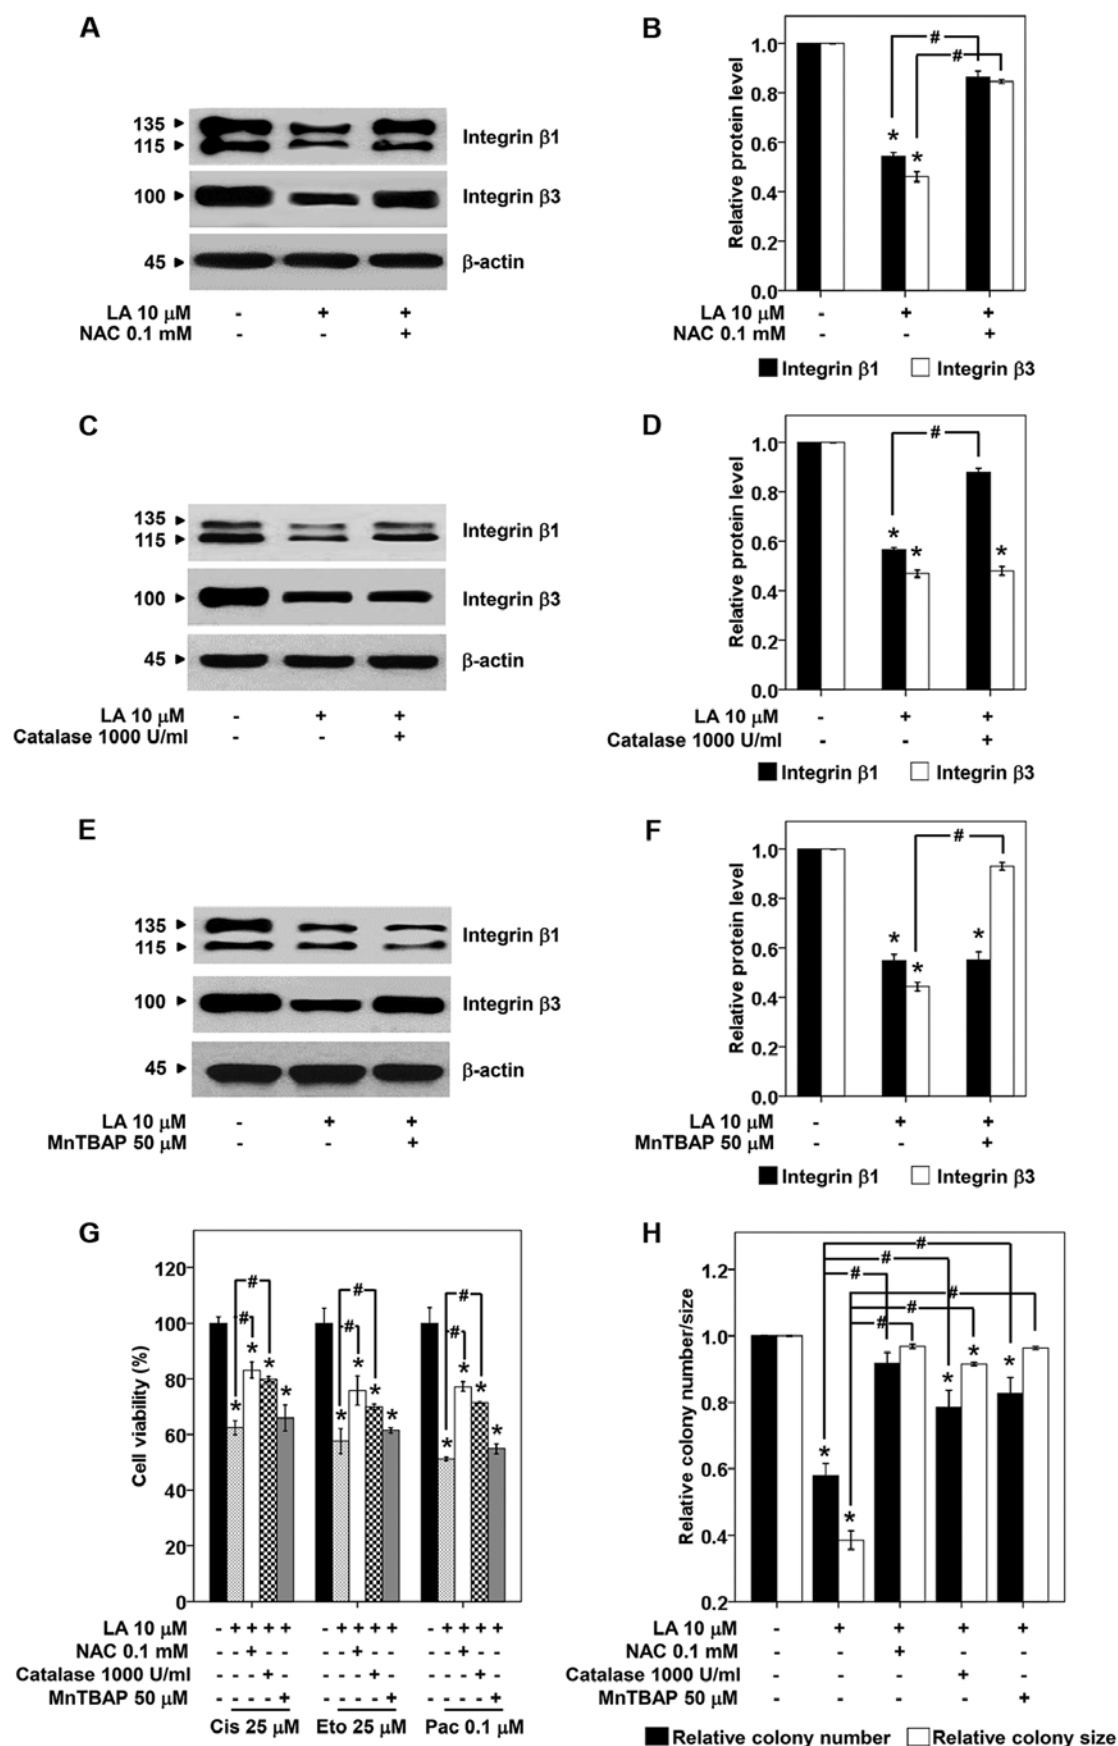 A
135
115
Integrin β1
100
Integrin β3
45
β-actin
LA 10 μM - + +
NAC 0.1 mM - - +
B
Relative protein level
1.0
0.8
0.6
0.4
0.2
0.0
#
#
* *
LA 10 μM - + +
NAC 0.1 mM - - +
Integrin β1 Integrin β3
C
135
115
Integrin β1
100
Integrin β3
45
β-actin
LA 10 μM - + +
Catalase 1000 U/ml - - +
D
Relative protein level
1.0
0.8
0.6
0.4
0.2
0.0
#
* * *
LA 10 μM - + +
Catalase 1000 U/ml - - +
Integrin β1 Integrin β3
E
135
115
Integrin β1
100
Integrin β3
45
β-actin
LA 10 μM - + +
MnTBAP 50 μM - - +
F
Relative protein level
1.0
0.8
0.6
0.4
0.2
0.0
#
* * *
LA 10 μM - + +
MnTBAP 50 μM - - +
Integrin β1 Integrin β3
G
Cell viability (%)
120
100
80
60
40
20
0
# # #
# # #
* * * * * * * * * * * *
LA 10 μM - + + + + - + + + + - + + + +
NAC 0.1 mM - - + - - - - + - - - - + - -
Catalase 1000 U/ml - - - + - - - - + - - - - + -
MnTBAP 50 μM - - - - + - - - - + - - - - +
Cis 25 μM Eto 25 μM Pac 0.1 μM
H
Relative colony number/size
1.2
1.0
0.8
0.6
0.4
0.2
#
#
#
#
#
#
* * * * *
LA 10 μM - + + + +
NAC 0.1 mM - - + - -
Catalase 1000 U/ml - - - + -
MnTBAP 50 μM - - - - +
Relative colony number Relative colony size